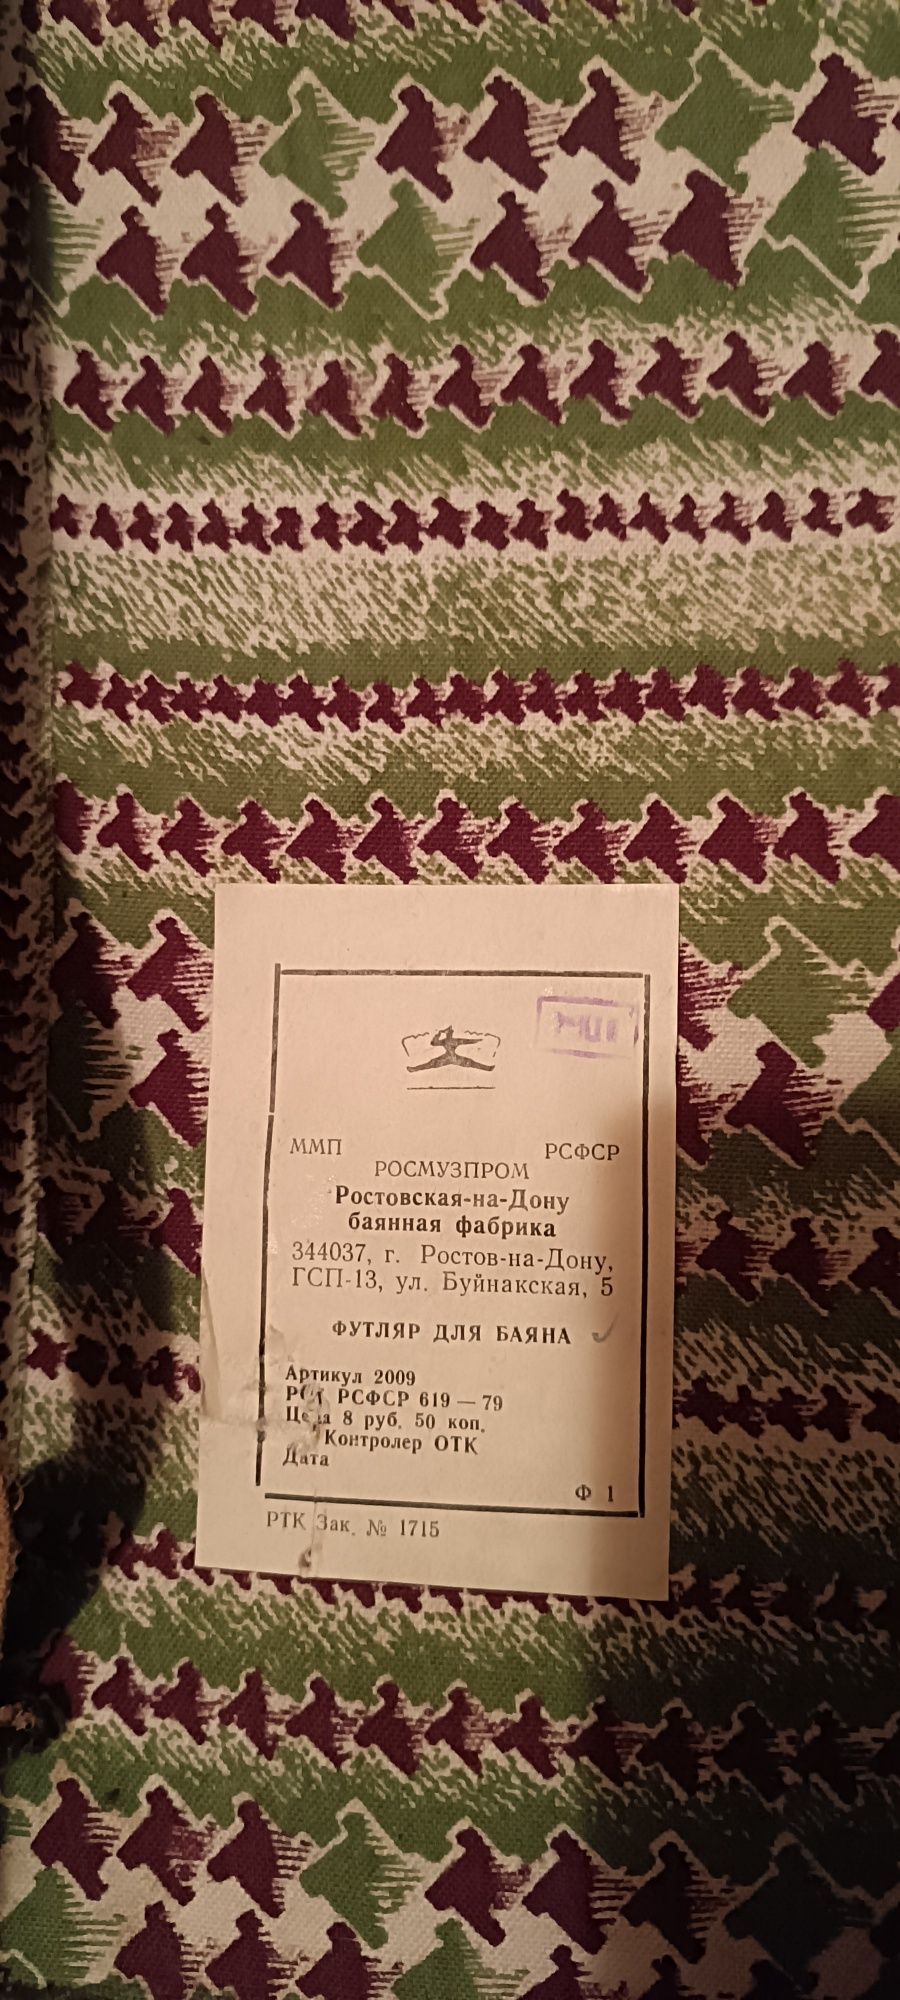 ММП РСФСР
РОСМУЗПРОМ
Ростовская-на-Дону
баянная фабрика
344037, г. Ростов-на-Дону,
ГСП-13, ул. Буйнакская, 5
ФУТЛЯР ДЛЯ БАЯНА
Артикул 2009
РСФСР 619 — 79
Цена 8 руб. 50 коп.
Контролер ОТК
Дата
Ф 1
РТК Зак. № 1715